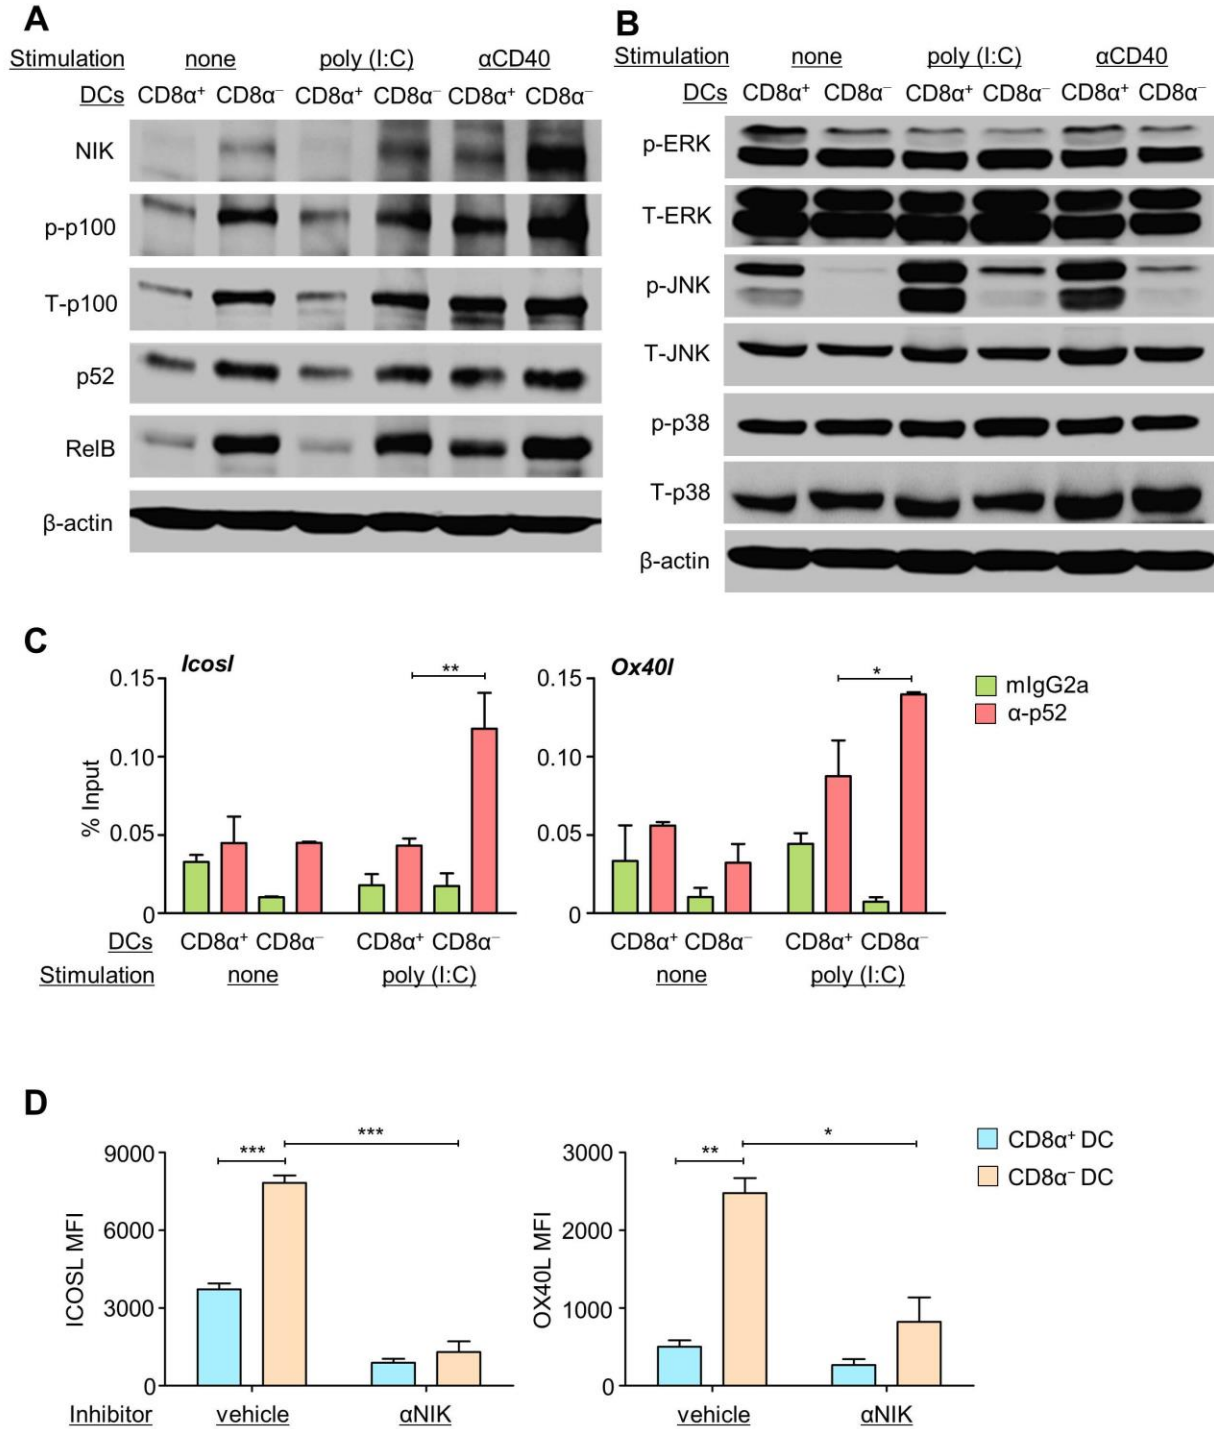 A
Stimulation none poly (I:C) αCD40
DCs CD8α⁺ CD8α⁻ CD8α⁺ CD8α⁻ CD8α⁺ CD8α⁻
NIK
p-p100
T-p100
p52
RelB
β-actin
B
Stimulation none poly (I:C) αCD40
DCs CD8α⁺ CD8α⁻ CD8α⁺ CD8α⁻ CD8α⁺ CD8α⁻
p-ERK
T-ERK
p-JNK
T-JNK
p-p38
T-p38
β-actin
C
Icosl
**
0.15
0.10
0.05
0
% Input
DCs CD8α⁺ CD8α⁻ CD8α⁺ CD8α⁻
Stimulation none poly (I:C)
Ox40l
*
0.15
0.10
0.05
0
CD8α⁺ CD8α⁻ CD8α⁺ CD8α⁻
none poly (I:C)
mIgG2a
α-p52
D
***
***
9000
6000
3000
0
ICOSL MFI
Inhibitor vehicle αNIK
**
*
3000
2000
1000
0
OX40L MFI
vehicle αNIK
CD8α⁺ DC
CD8α⁻ DC